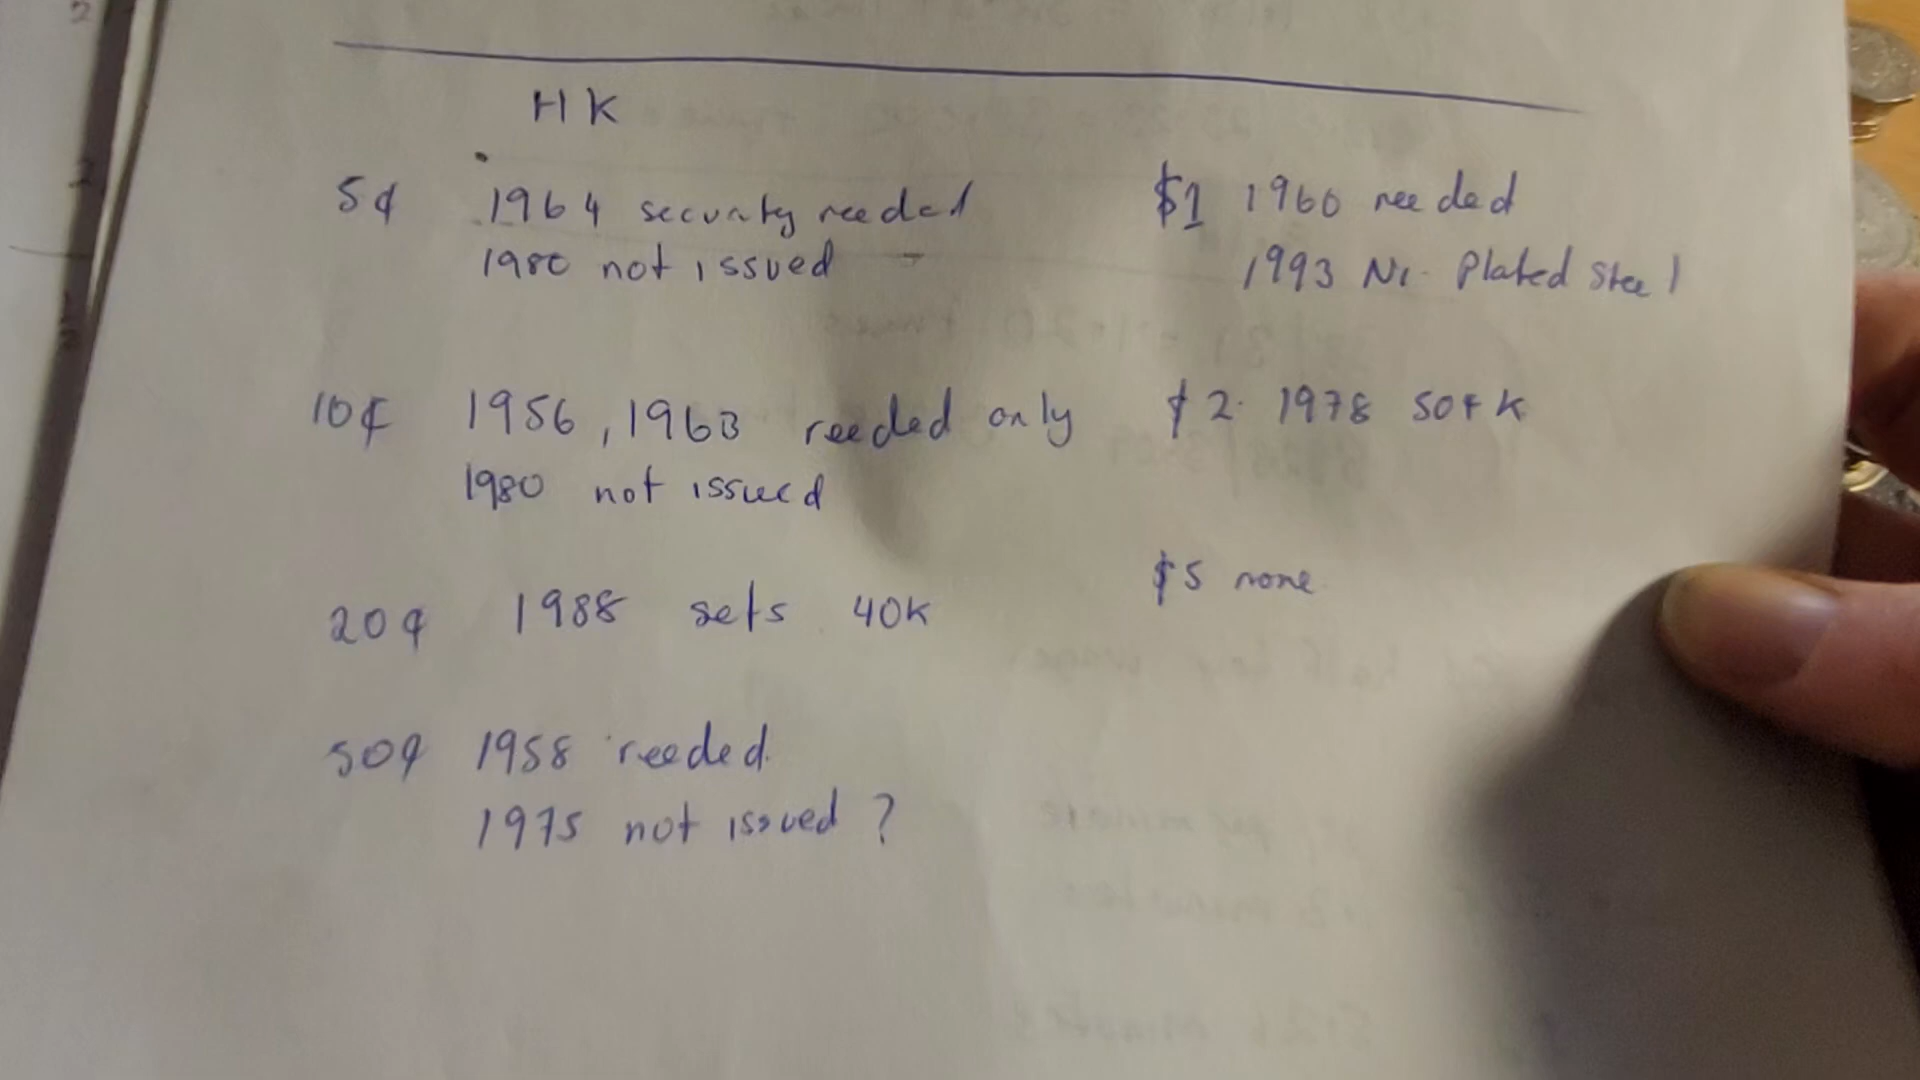 HK
5¢ 1964 security reeded
1980 not issued
10¢ 1956, 1963 reeded only
1980 not issued
20¢ 1988 sets 40K
50¢ 1958 reeded.
1975 not issued ?
$1 1960 reeded
1993 Ni- Plated Steel
$2. 1978 504K
$5 none